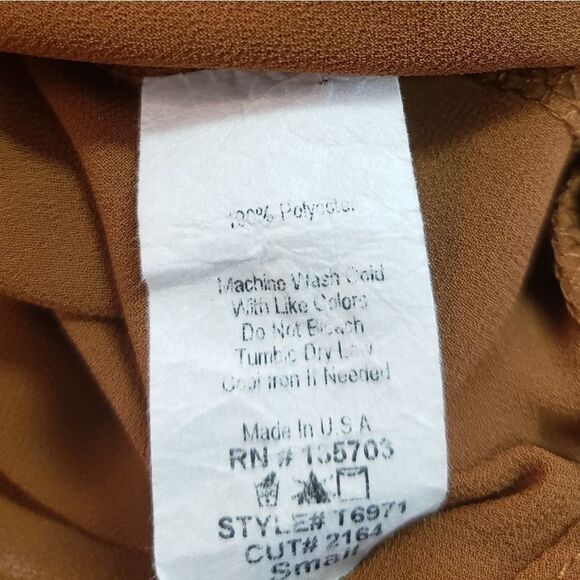 100% Polyester
Machine Wash Cold
With Like Colors
Do Not Bleach
Tumble Dry Low
Cool Iron If Needed
Made In U.S.A
RN #
STYLE# T6971
CUT# 2164
Small